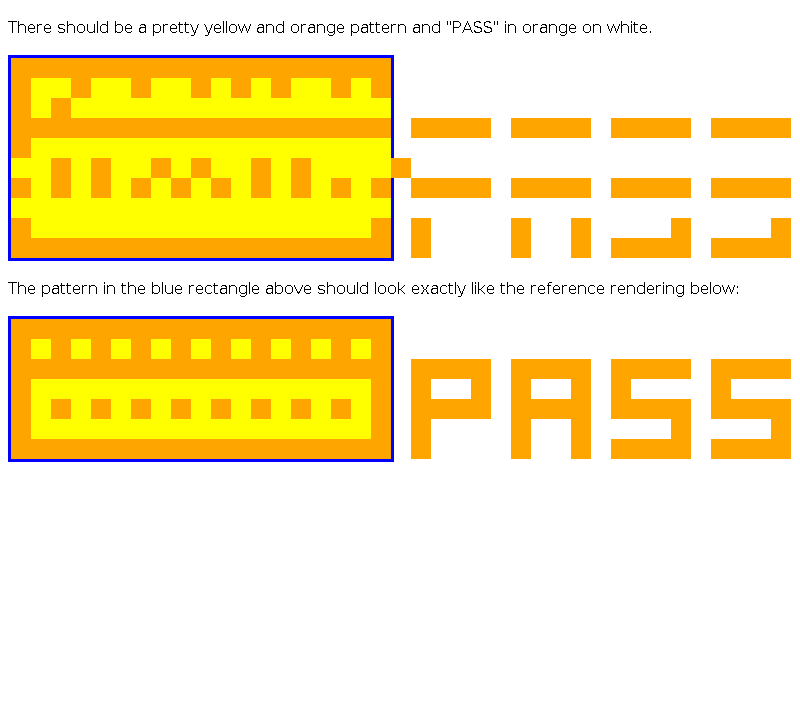 There should be a pretty yellow and orange pattern and "PASS" in orange on white.
The pattern in the blue rectangle above should look exactly like the reference rendering below:
PASS